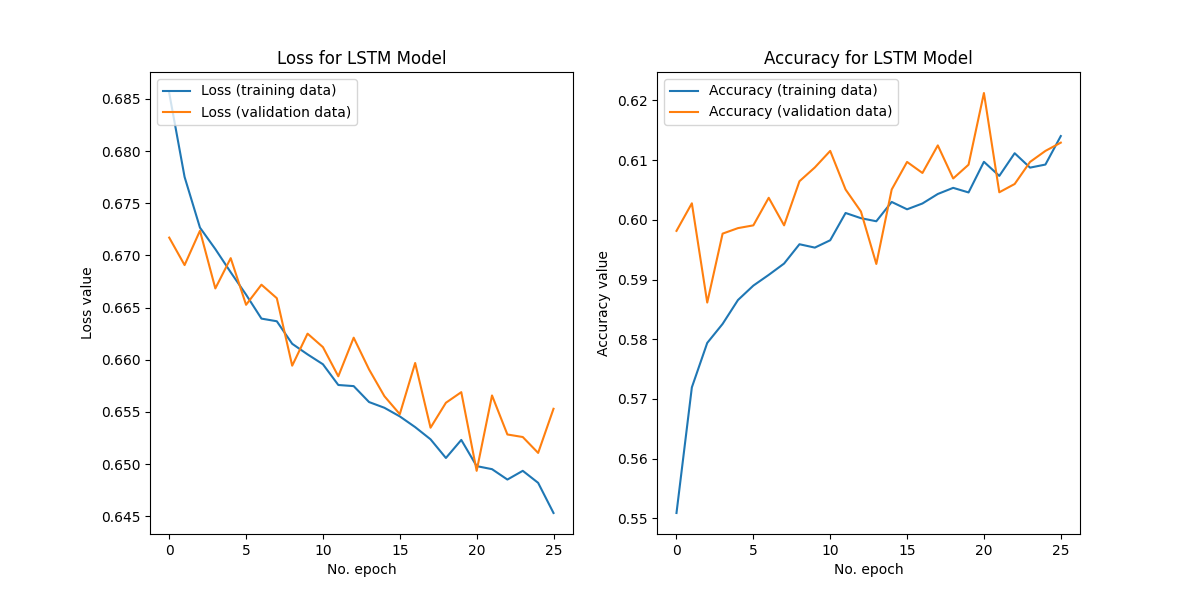 Loss for LSTM Model
Loss (training data)
Loss (validation data)
0.685
0.680
0.675
0.670
0.665
0.660
0.655
0.650
0.645
Loss value
0 5 10 15 20 25
No. epoch
Accuracy for LSTM Model
Accuracy (training data)
Accuracy (validation data)
0.62
0.61
0.60
0.59
0.58
0.57
0.56
0.55
Accuracy value
0 5 10 15 20 25
No. epoch